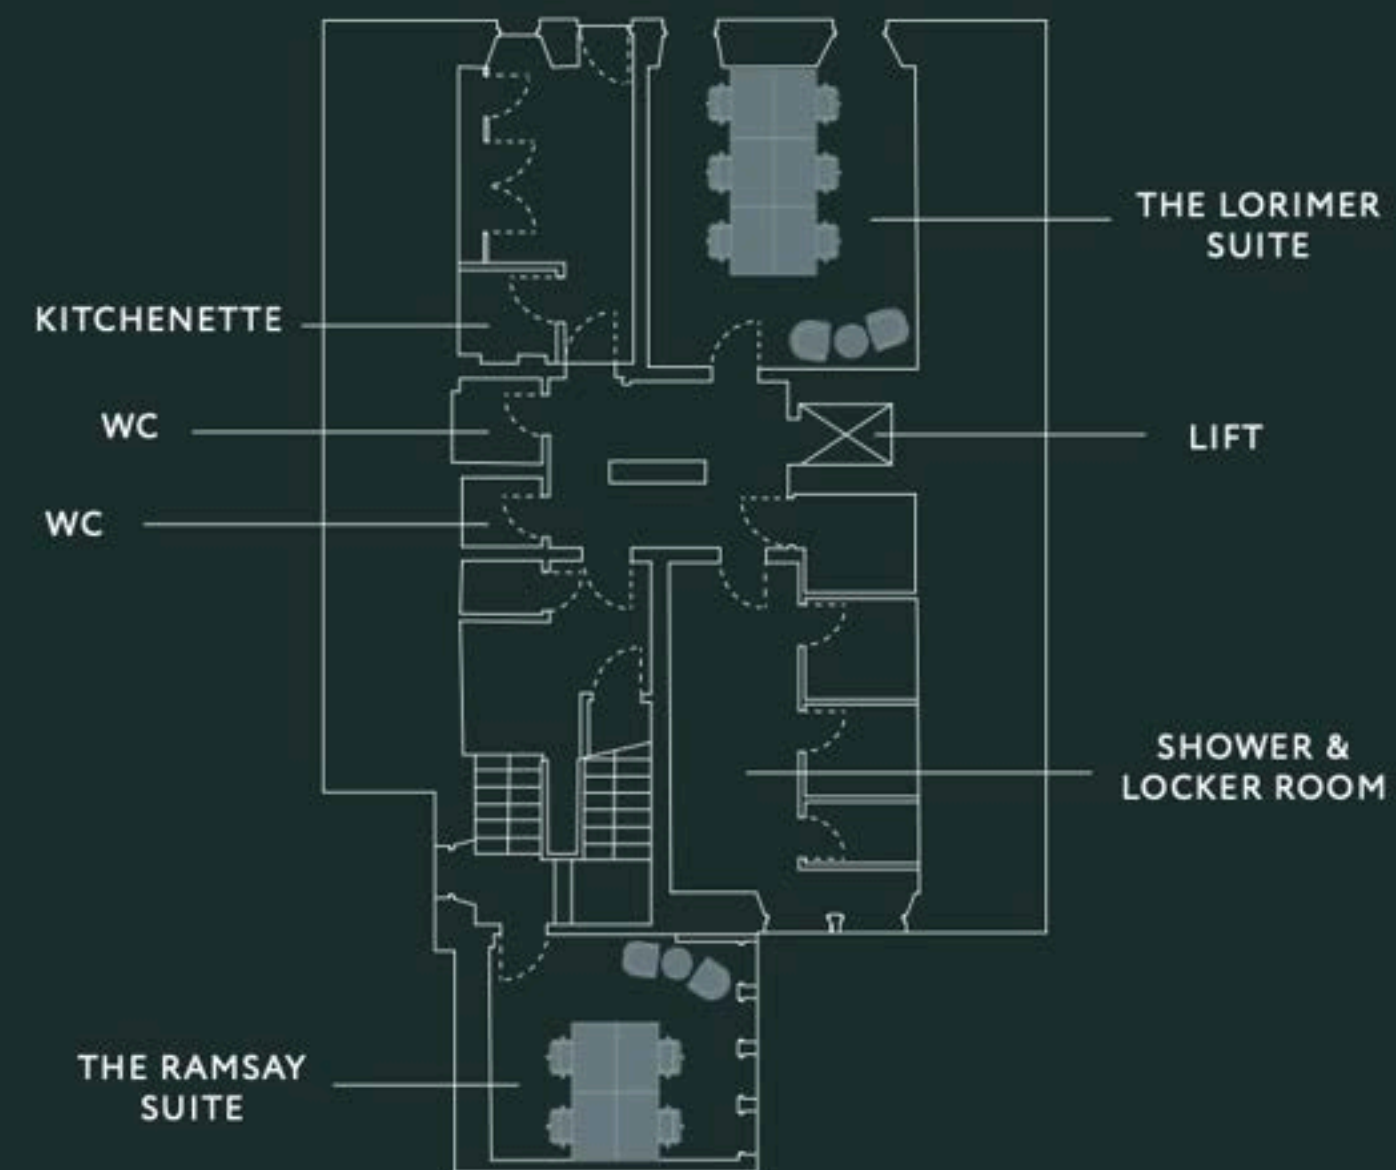 THE LORIMER
SUITE
KITCHENETTE
WC
LIFT
WC
SHOWER &
LOCKER ROOM
THE RAMSAY
SUITE